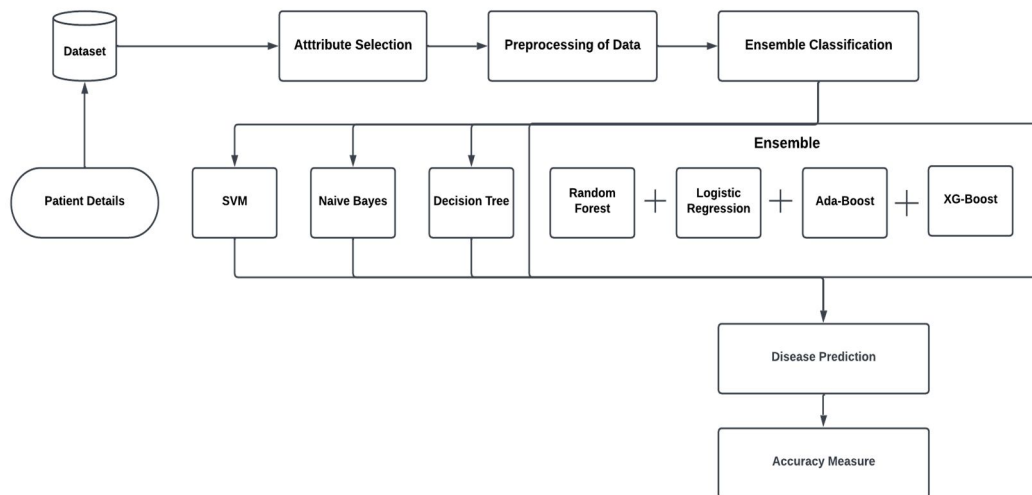 Dataset
Atttribute Selection
Preprocessing of Data
Ensemble Classification
Ensemble
Patient Details
SVM
Naive Bayes
Decision Tree
Random
Forest
Logistic
Regression
Ada-Boost
XG-Boost
Disease Prediction
Accuracy Measure